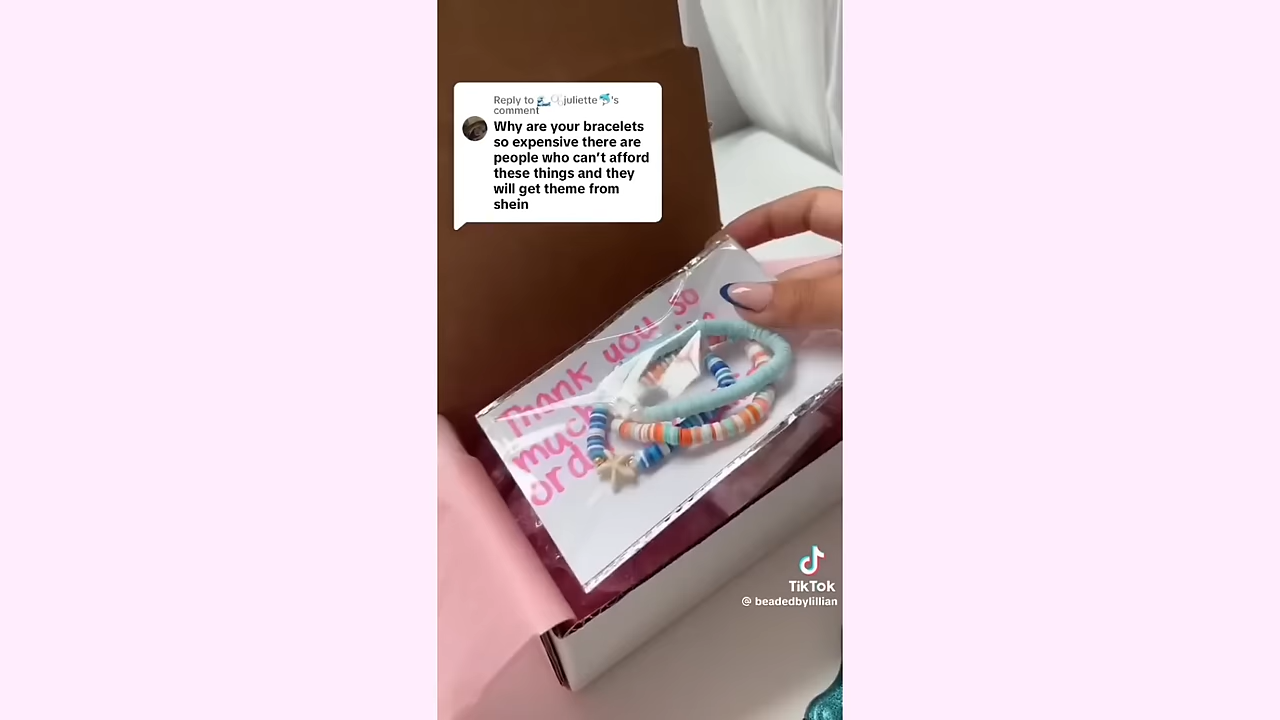 Reply to 🌊🫧juliette🐬's
comment
Why are your bracelets
so expensive there are
people who can’t afford
these things and they
will get theme from
shein
Thank you so
much
ord
TikTok
@ beadedbylillian